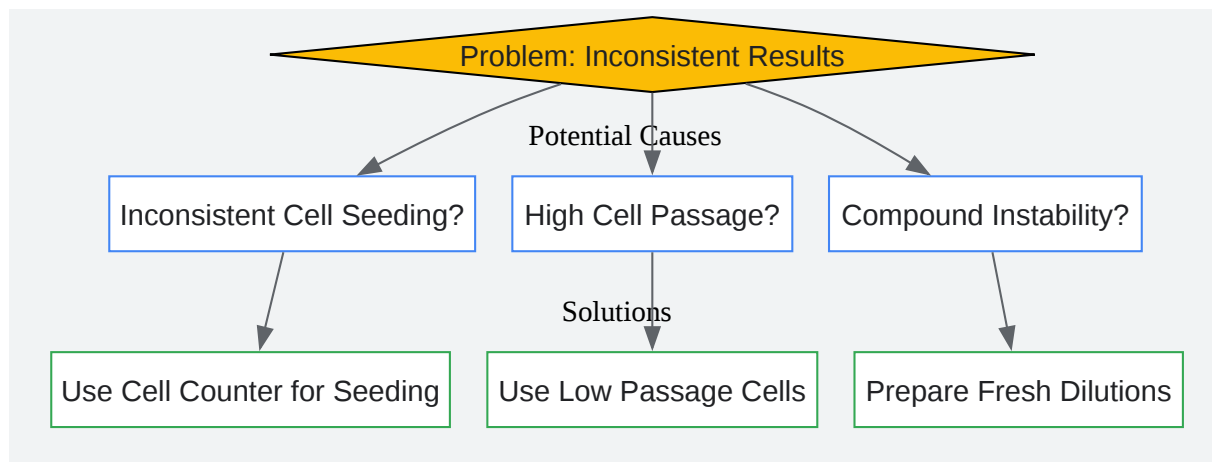 Problem: Inconsistent Results
Potential Causes
Inconsistent Cell Seeding?
High Cell Passage?
Compound Instability?
Solutions
Use Cell Counter for Seeding
Use Low Passage Cells
Prepare Fresh Dilutions